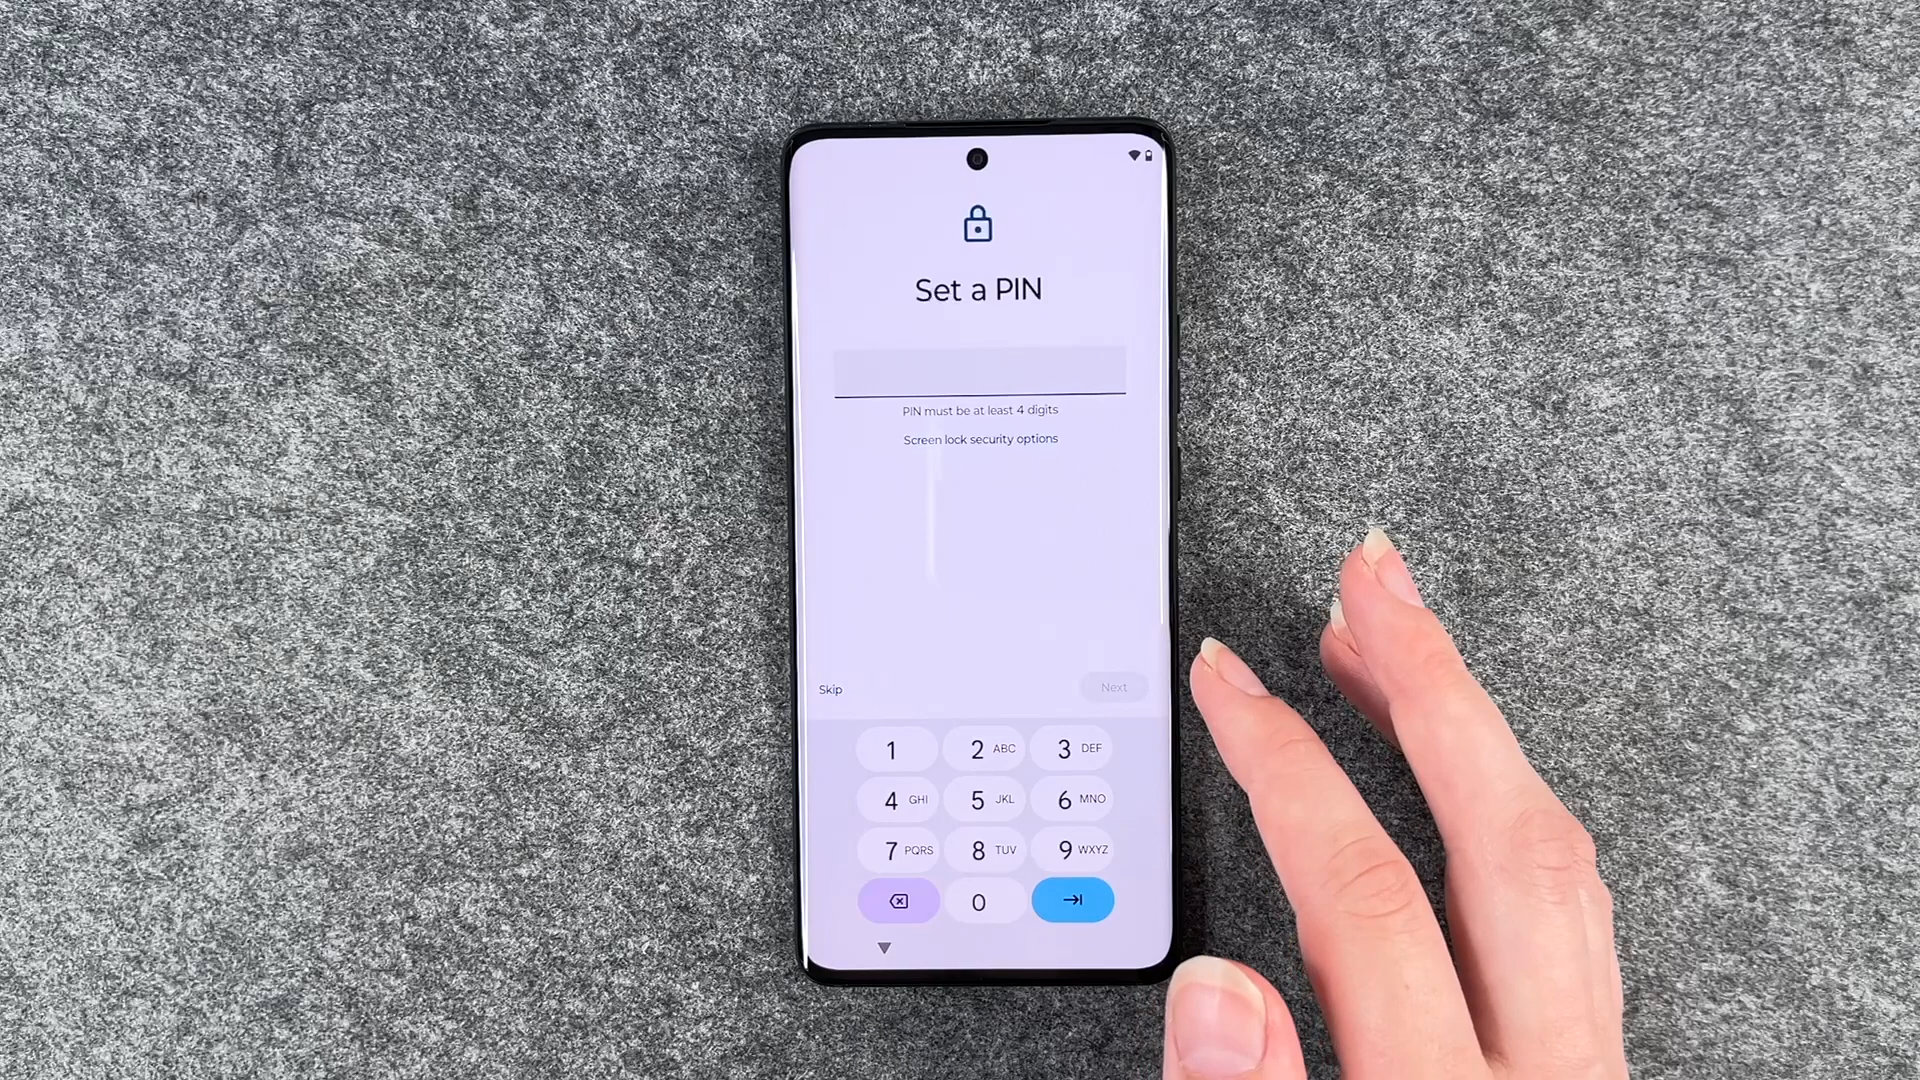 Set a PIN
PIN must be at least 4 digits
Screen lock security options
Skip
Next
1
2 ABC
3 DEF
4 GHI
5 JKL
6 MNO
7 PQRS
8 TUV
9 WXYZ
0